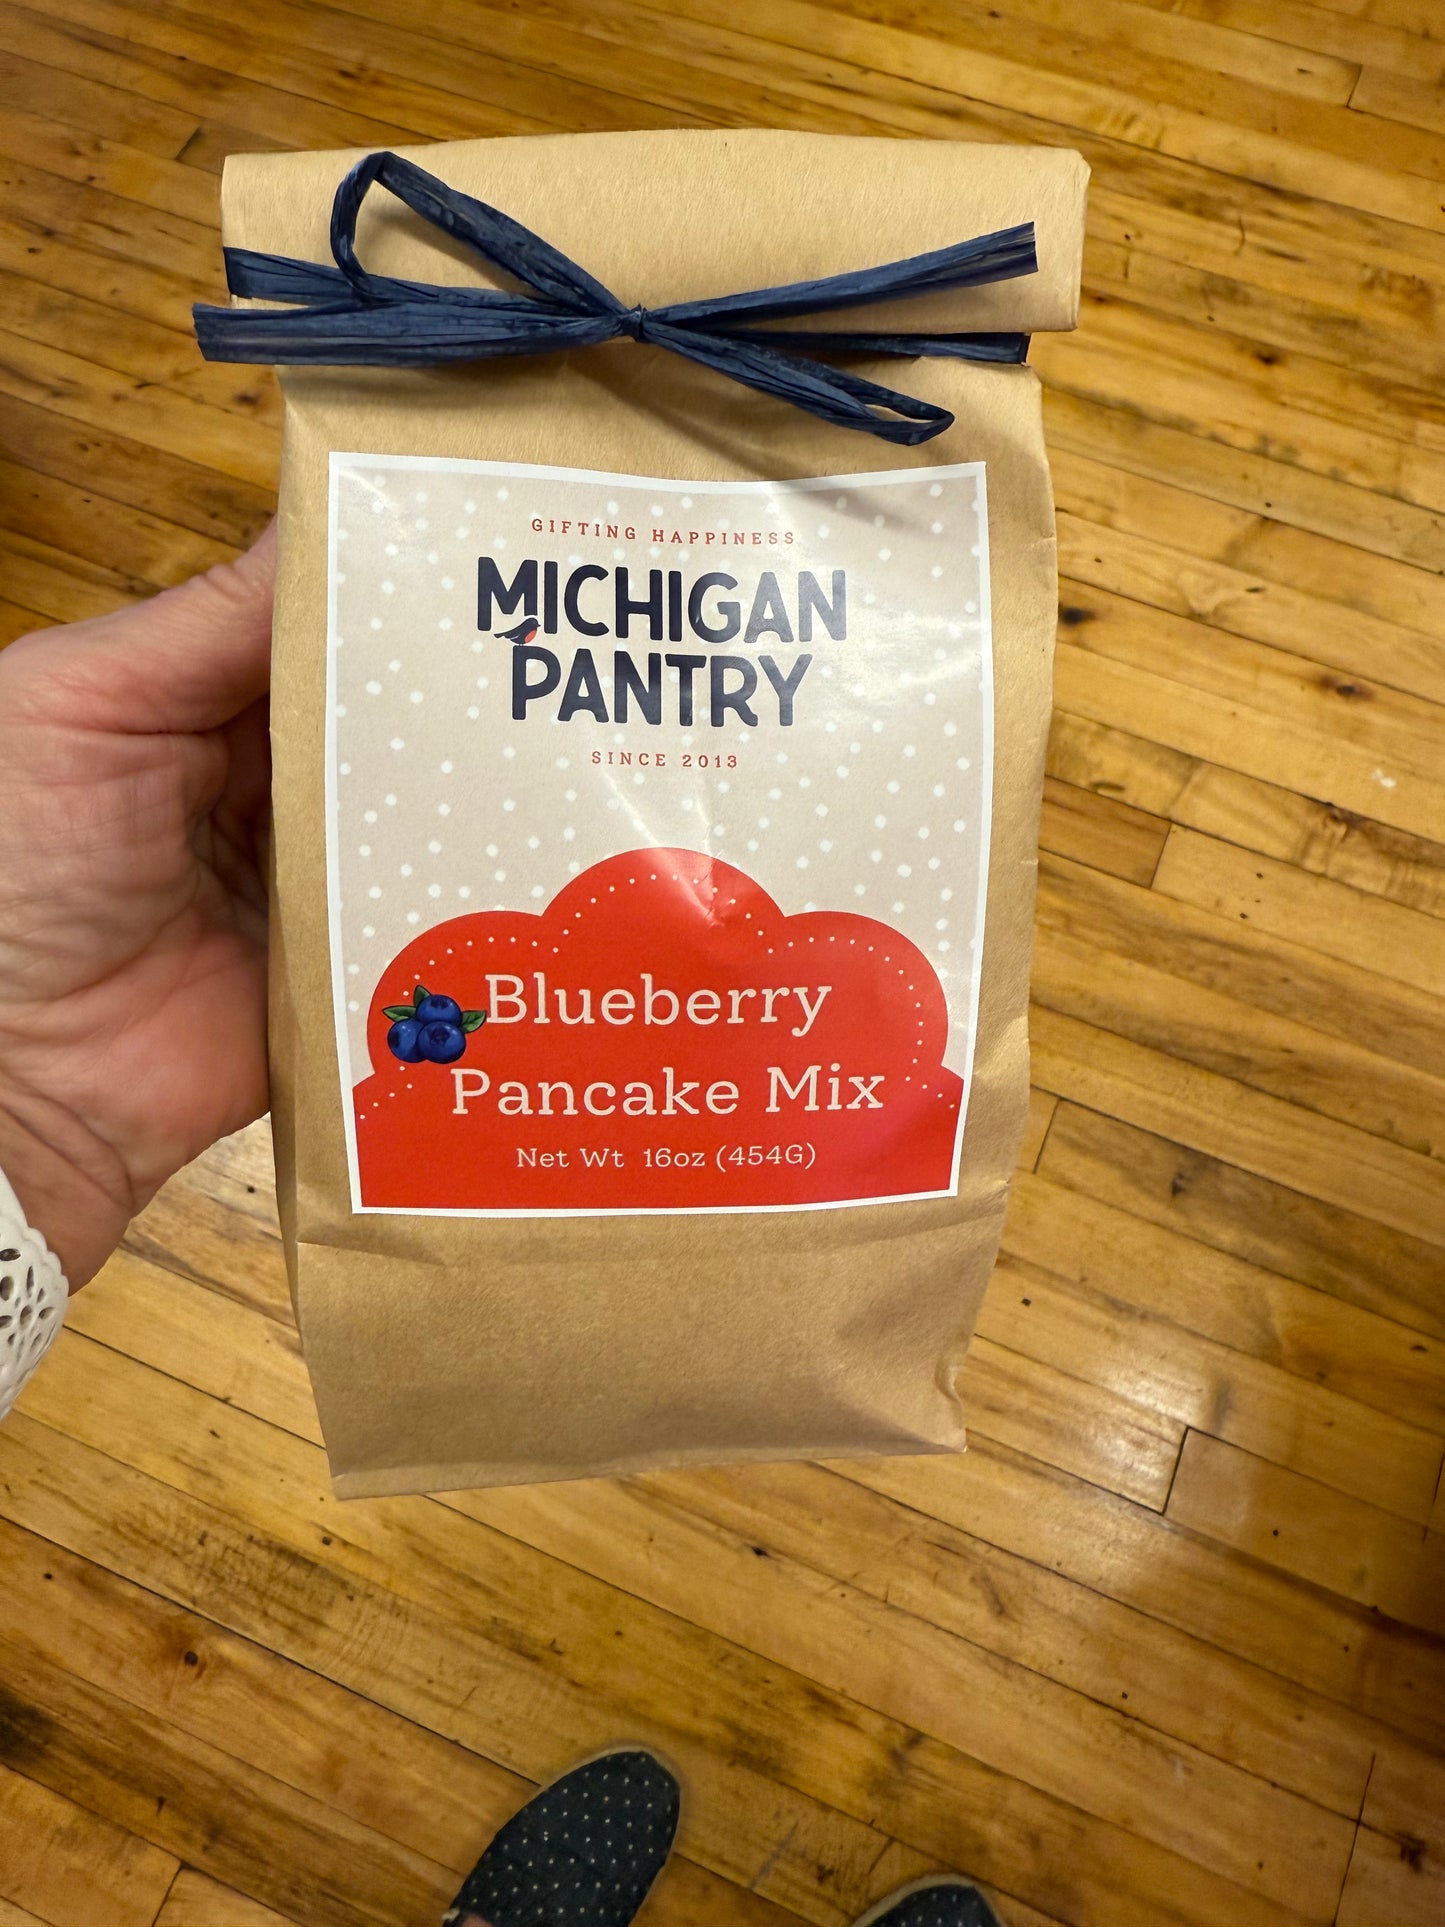 GIFTING HAPPINESS
MICHIGAN
PANTRY
SINCE 2013
Blueberry
Pancake Mix
Net Wt 16oz (454G)